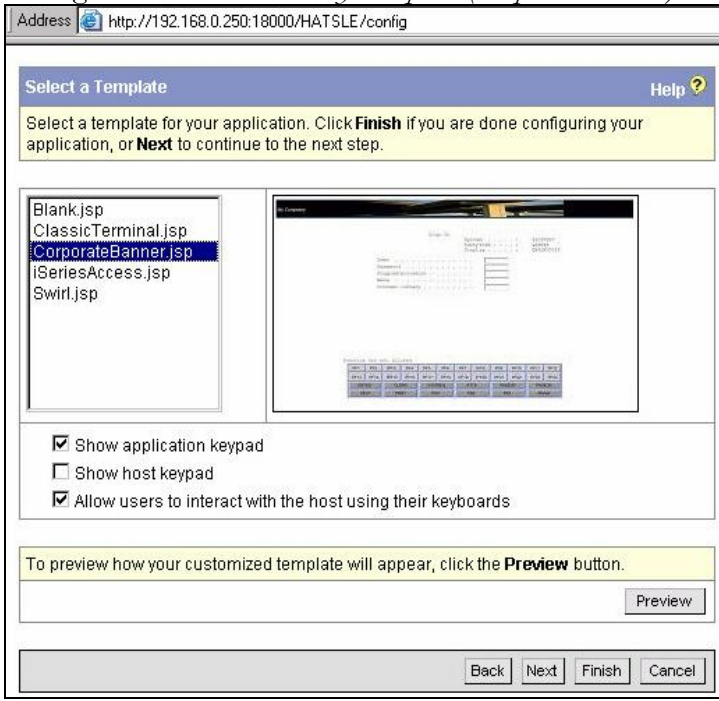 Address http://192.168.0.250:18000/HATSLE/config
Select a Template
Help
Select a template for your application. Click Finish if you are done configuring your
application, or Next to continue to the next step.
Blank.jsp
ClassicTerminal.jsp
CorporateBanner.jsp
iSeriesAccess.jsp
Swirl.jsp
My Company
Show application keypad
Show host keypad
Allow users to interact with the host using their keyboards
To preview how your customized template will appear, click the Preview button.
Preview
Back Next Finish Cancel